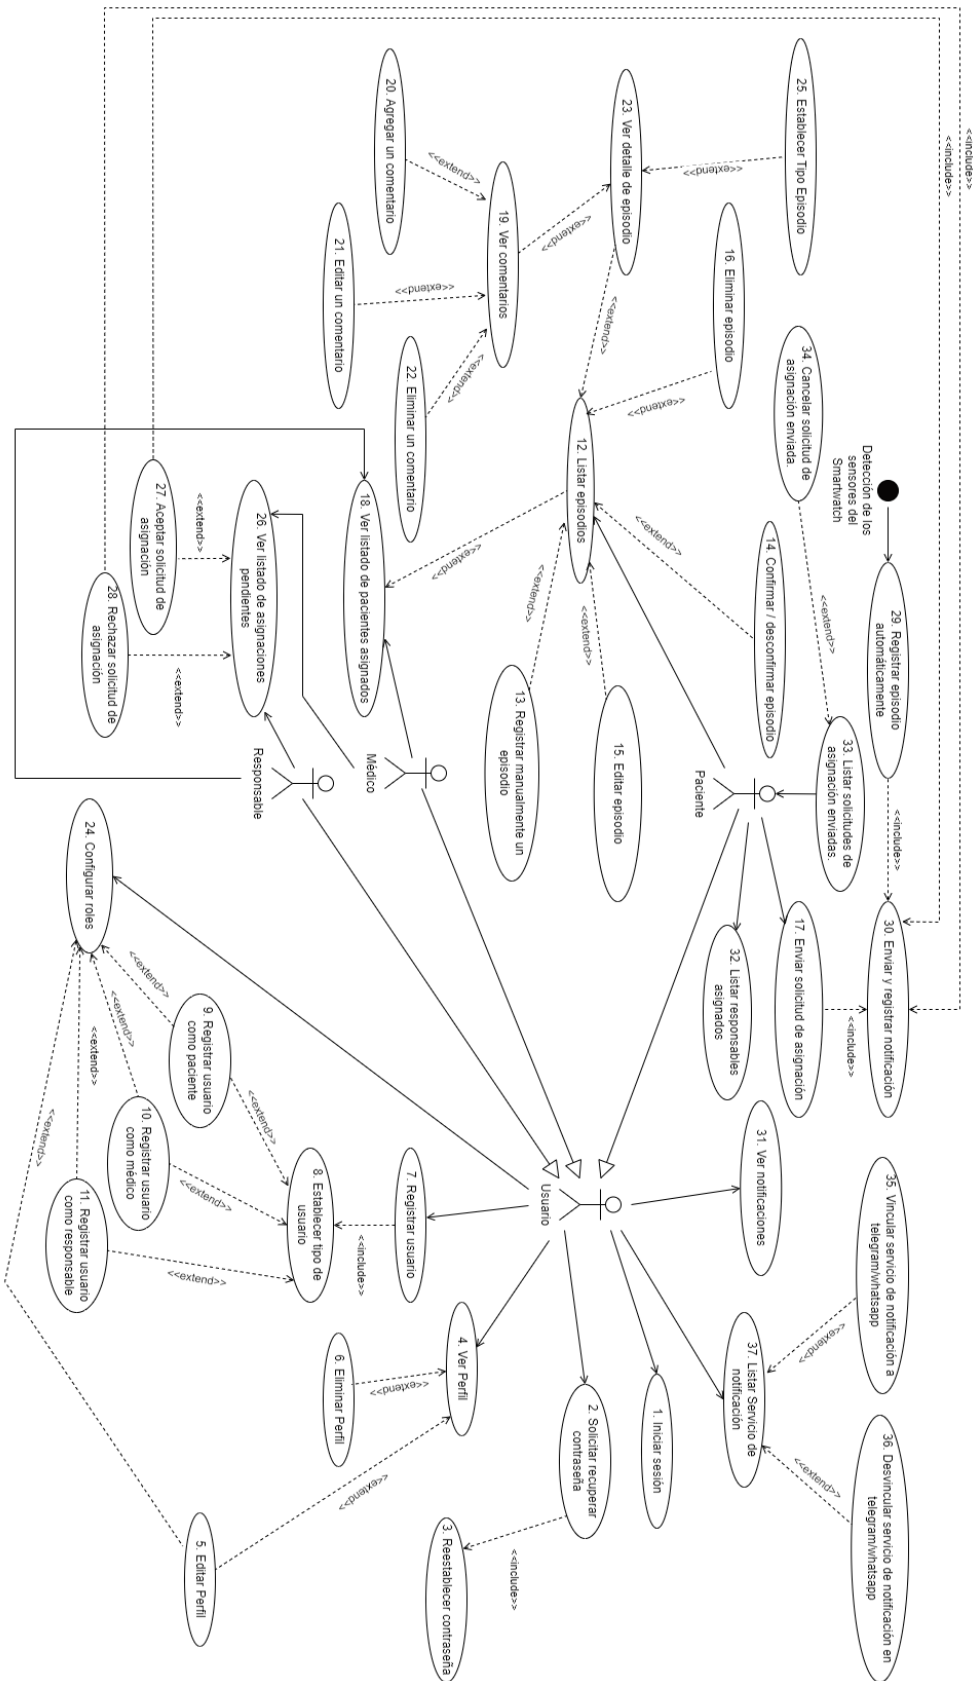 <<include>>
<<include>>
25. Establecer Tipo Episodio
34. Cancelar solicitud de
asignación enviada.
Detección de los
sensores del
Smartwatch
29. Registrar episodio
automáticamente
<<include>>
30. Enviar y registrar notificación
<<include>>
35. Vincular servicio de notificación a
telegram/whatsapp
36. Desvincular servicio de notificación en
telegram/whatsapp
<<extend>>
<<extend>>
<<extend>>
33. Listar solicitudes de
asignación enviadas.
17. Enviar solicitud de asignación
<<extend>>
16. Eliminar episodio
14. Confirmar / desconfirmar episodio
Paciente
32. Listar responsables
asignados
31. Ver notificaciones
37. Listar Servicio de
notificación
23. Ver detalle de episodio
<<extend>>
<<extend>>
<<extend>>
15. Editar episodio
1. Iniciar sesión
<<extend>>
<<extend>>
12. Listar episodios
<<extend>>
<<extend>>
13. Registrar manualmente un
episodio
Usuario
2. Solicitar recuperar
contraseña
<<include>>
3. Reestablecer contraseña
19. Ver comentarios
<<extend>>
<<extend>>
<<extend>>
<<extend>>
20. Agregar un comentario
21. Editar un comentario
22. Eliminar un comentario
18. Ver listado de pacientes asignados
Médico
7. Registrar usuario
<<include>>
4. Ver Perfil
<<extend>>
<<extend>>
6. Eliminar Perfil
8. Establecer tipo de
usuario
26. Ver listado de asignaciones
pendientes
Responsable
<<extend>>
<<extend>>
<<extend>>
<<extend>>
<<extend>>
27. Aceptar solicitud de
asignación
9. Registrar usuario
como paciente
5. Editar Perfil
28. Rechazar solicitud de
asignación
<<extend>>
<<extend>>
<<extend>>
10. Registrar usuario
como médico
24. Configurar roles
11. Registrar usuario
como responsable
<<extend>>